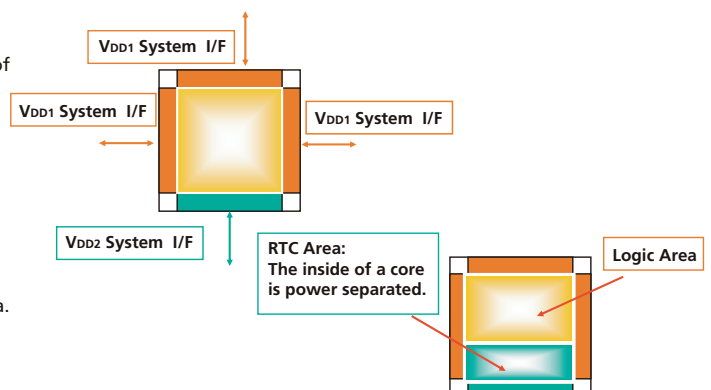 VDD1 System I/F
of
VDD1 System I/F
VDD1 System I/F
VDD2 System I/F
RTC Area:
The inside of a core
is power separated.
Logic Area
a.